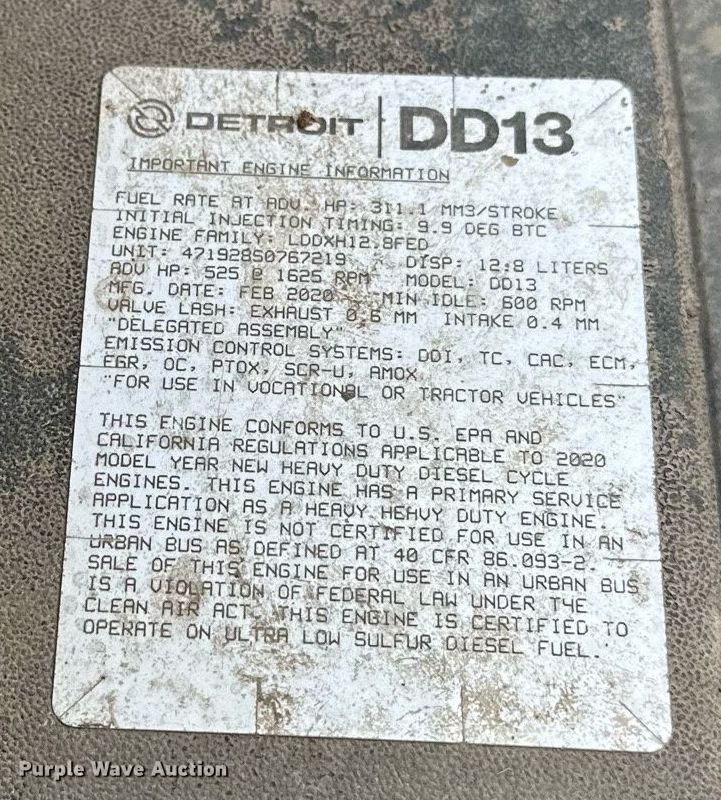 DETROIT DD13
IMPORTANT ENGINE INFORMATION
FUEL RATE AT ADV HP: 311.1 MM3/STROKE
INITIAL INJECTION TIMING: 9.9 DEG BTC
ENGINE FAMILY: LDDXH12.8FED
UNIT: 471928S0767219 DISP: 12.8 LITERS
ADV HP: 525 @ 1625 RPM MODEL: DD13
MFG. DATE: FEB 2020 MIN IDLE: 600 RPM
VALVE LASH: EXHAUST 0.6 MM INTAKE 0.4 MM
"DELEGATED ASSEMBLY"
EMISSION CONTROL SYSTEMS: DDI, TC, CAC, ECM,
EGR, OC, PTOX, SCR-U, AMOX
"FOR USE IN VOCATIONAL OR TRACTOR VEHICLES"
THIS ENGINE CONFORMS TO U.S. EPA AND
CALIFORNIA REGULATIONS APPLICABLE TO 2020
MODEL YEAR NEW HEAVY DUTY DIESEL CYCLE
ENGINES. THIS ENGINE HAS A PRIMARY SERVICE
APPLICATION AS A HEAVY HEAVY DUTY ENGINE.
THIS ENGINE IS NOT CERTIFIED FOR USE IN AN
URBAN BUS AS DEFINED AT 40 CFR 86.093-2.
SALE OF THIS ENGINE FOR USE IN AN URBAN BUS
IS A VIOLATION OF FEDERAL LAW UNDER THE
CLEAN AIR ACT. THIS ENGINE IS CERTIFIED TO
OPERATE ON ULTRA LOW SULFUR DIESEL FUEL.
Purple Wave Auction